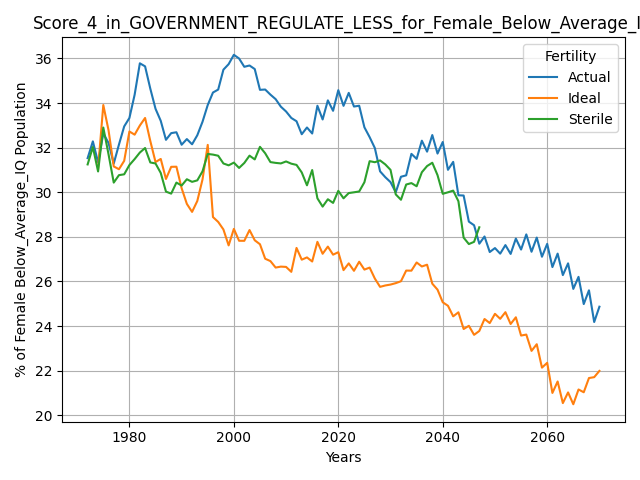 Score_4_in_GOVERNMENT_REGULATE_LESS_for_Female_Below_Average_I
Fertility
Actual
Ideal
Sterile
% of Female Below_Average_IQ Population
36
34
32
30
28
26
24
22
20
1980
2000
2020
2040
2060
Years